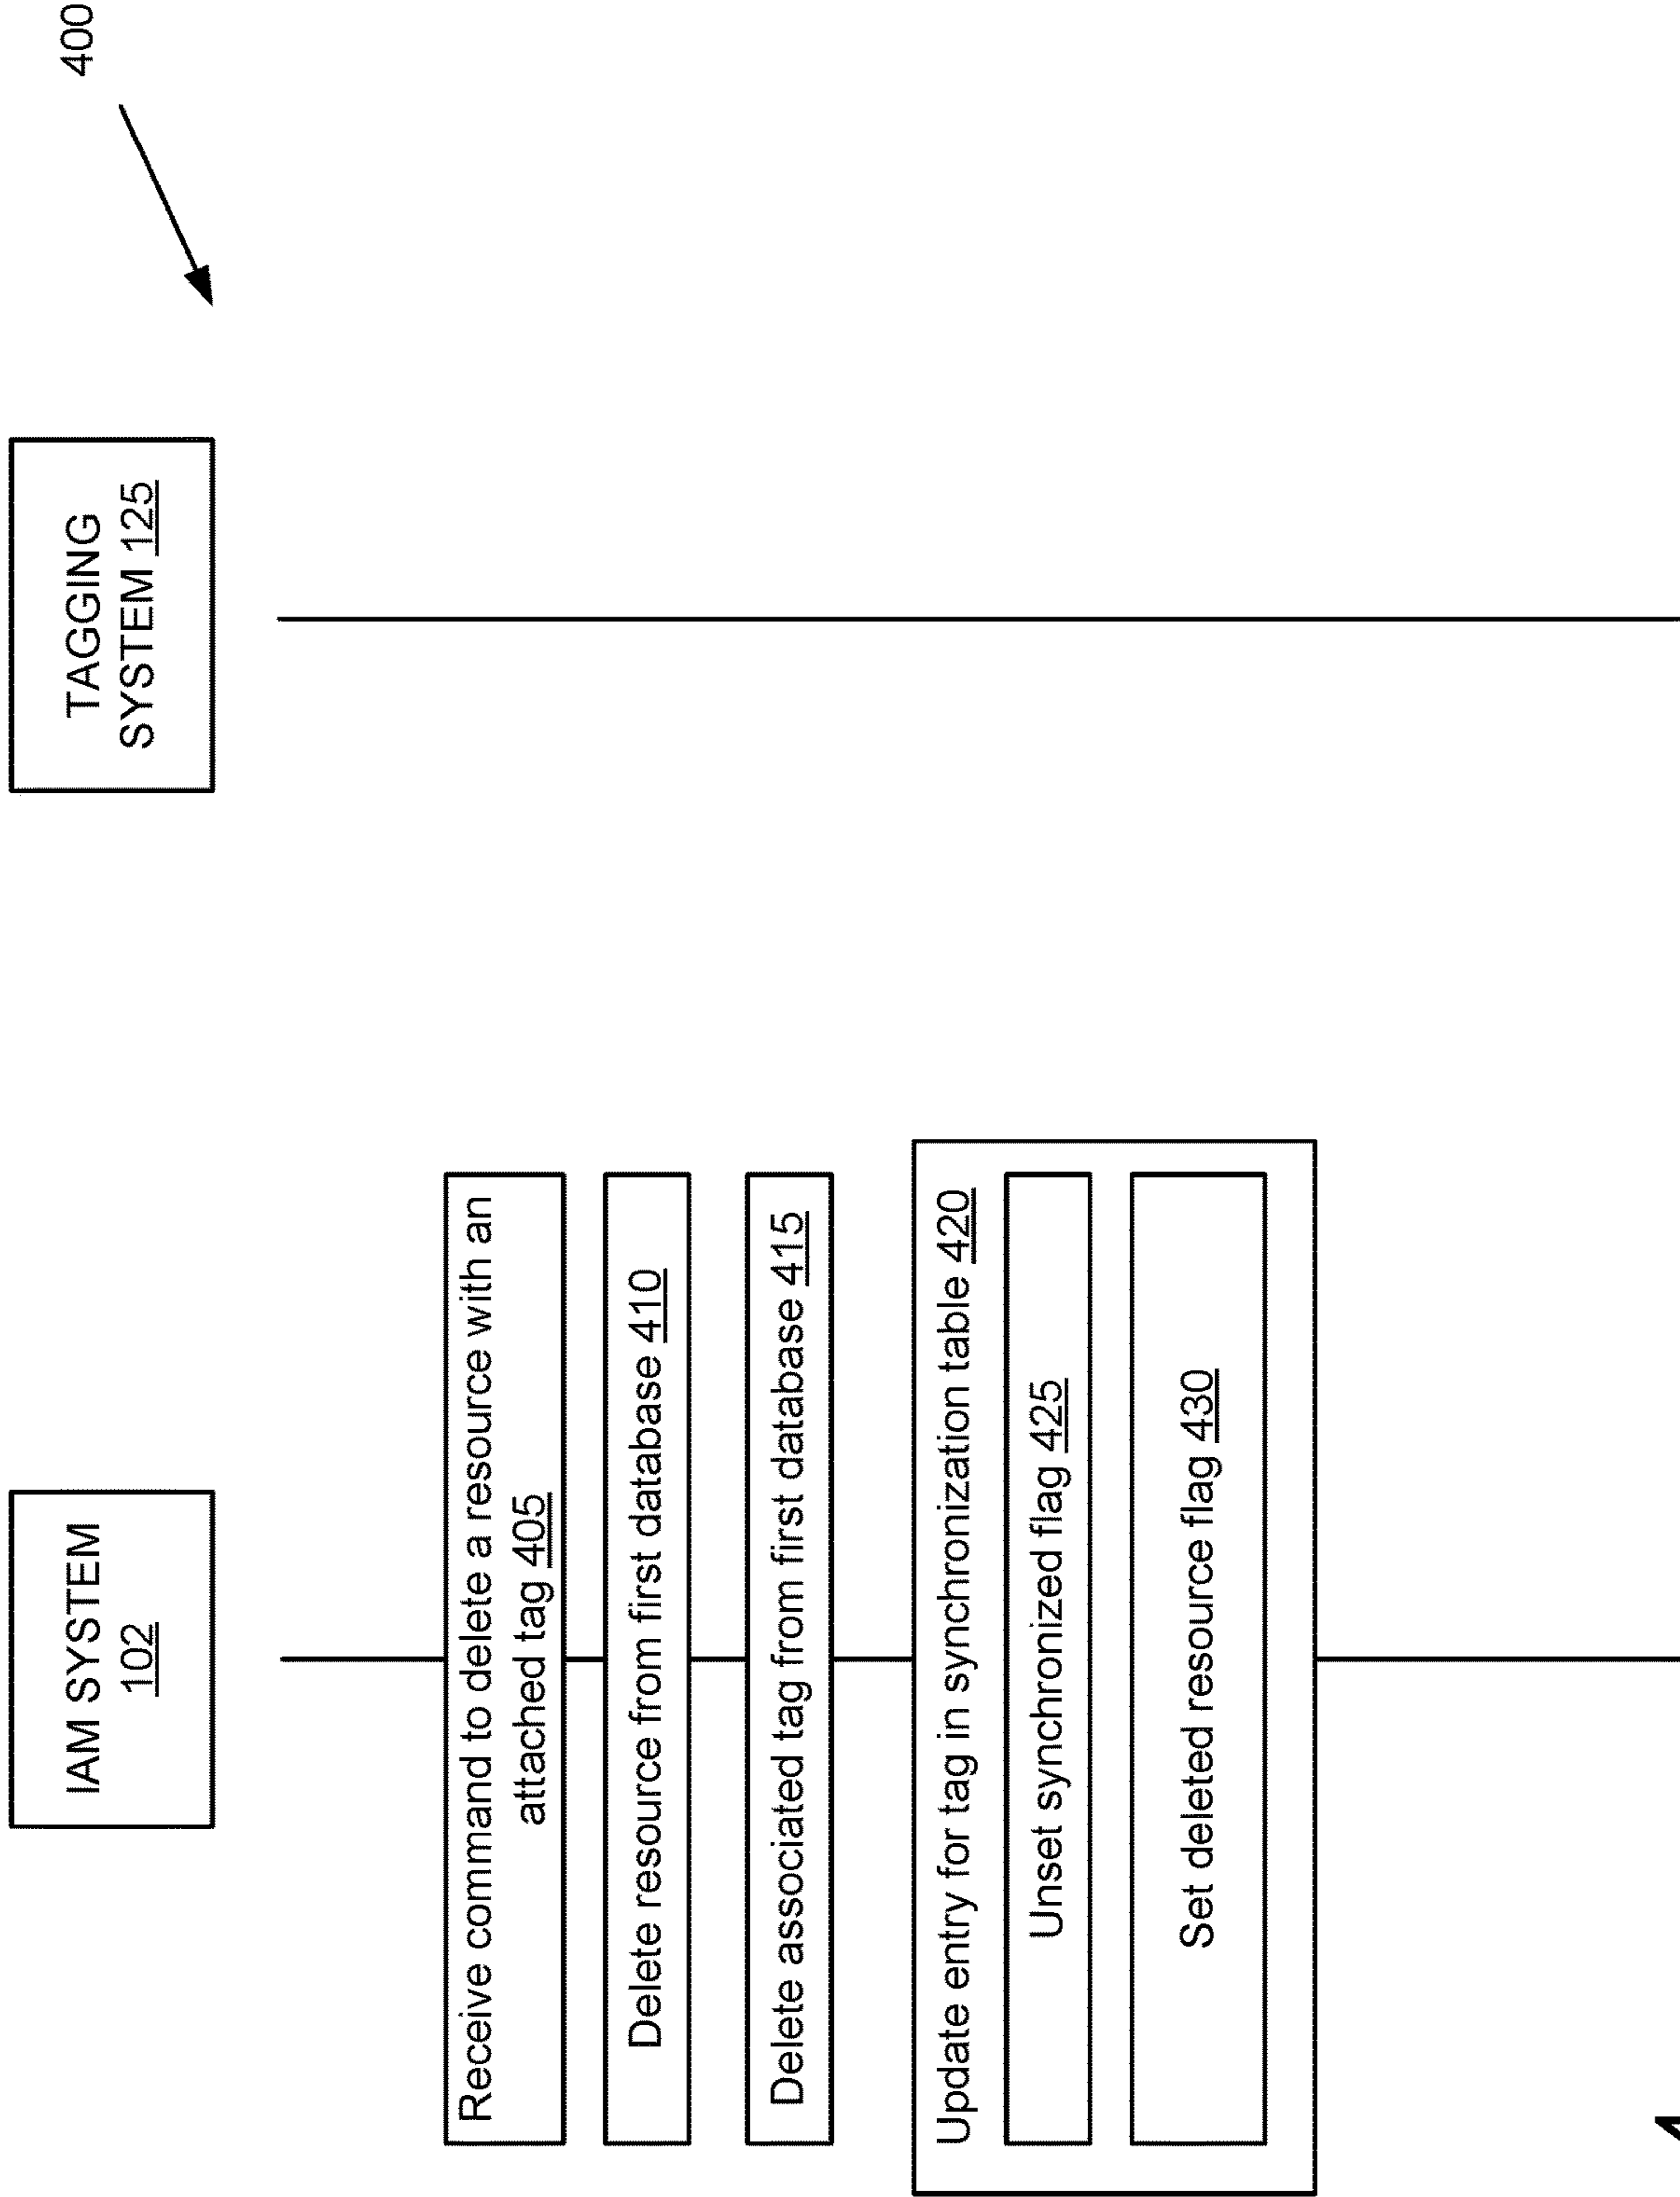 400
IAM SYSTEM
102
TAGGING
SYSTEM 125
Receive command to delete a resource with an
attached tag 405
Delete resource from first database 410
Delete associated tag from first database 415
Update entry for tag in synchronization table 420
Unset synchronized flag 425
Set deleted resource flag 430